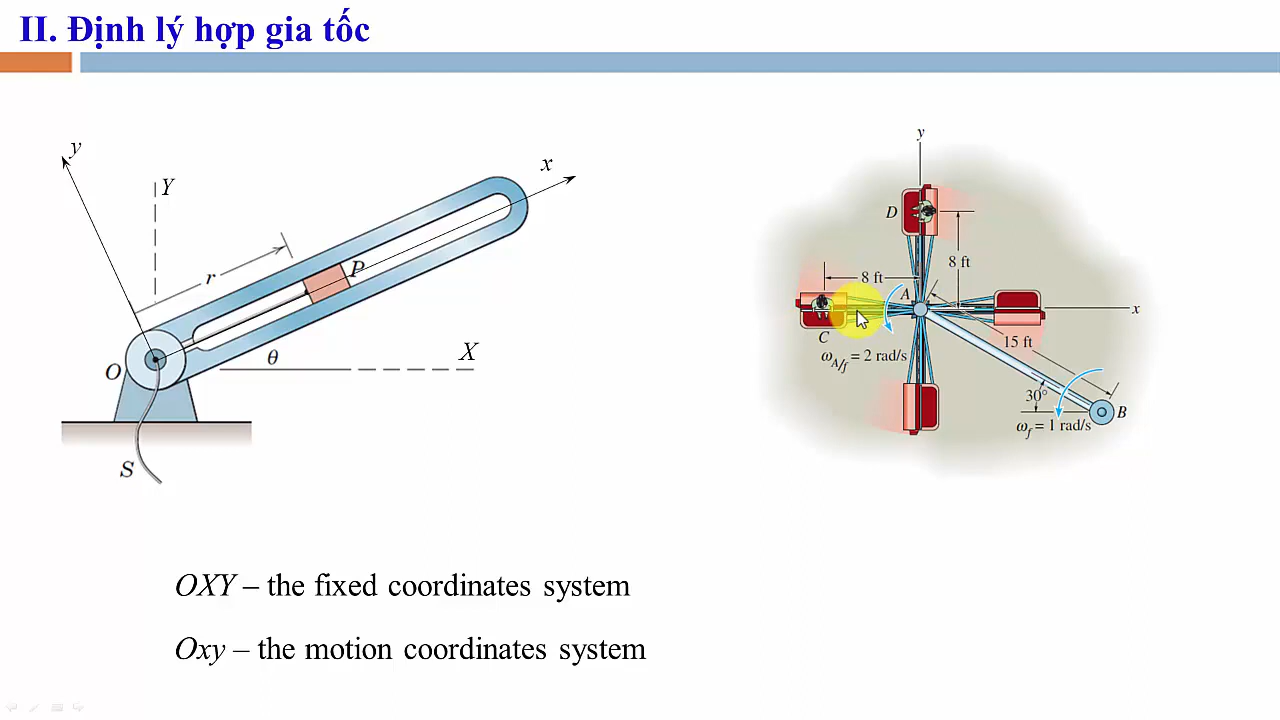 II. Định lý hợp gia tốc
y
Y
x
r
P
θ
X
O
S
y
D
8 ft
8 ft
A
x
C
15 ft
ω_A/f = 2 rad/s
30°
B
ω_f = 1 rad/s
OXY – the fixed coordinates system
Oxy – the motion coordinates system